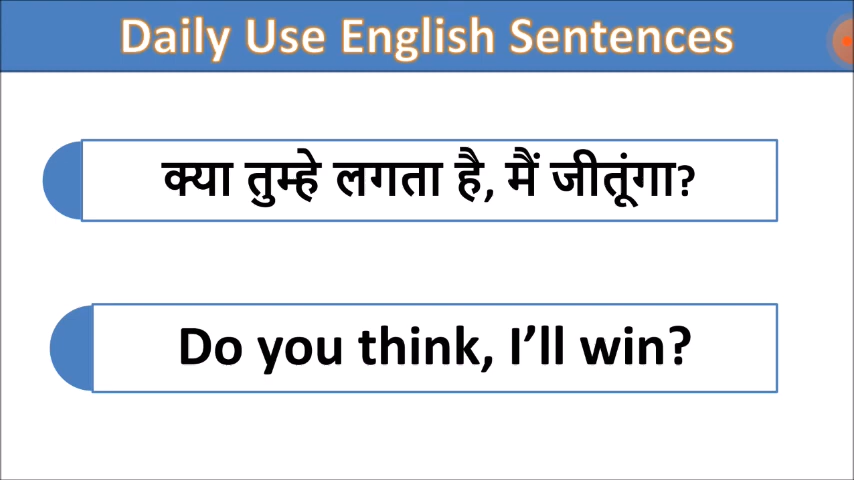 Daily Use English Sentences
क्या तुम्हे लगता है, मैं जीतूंगा?
Do you think, I’ll win?